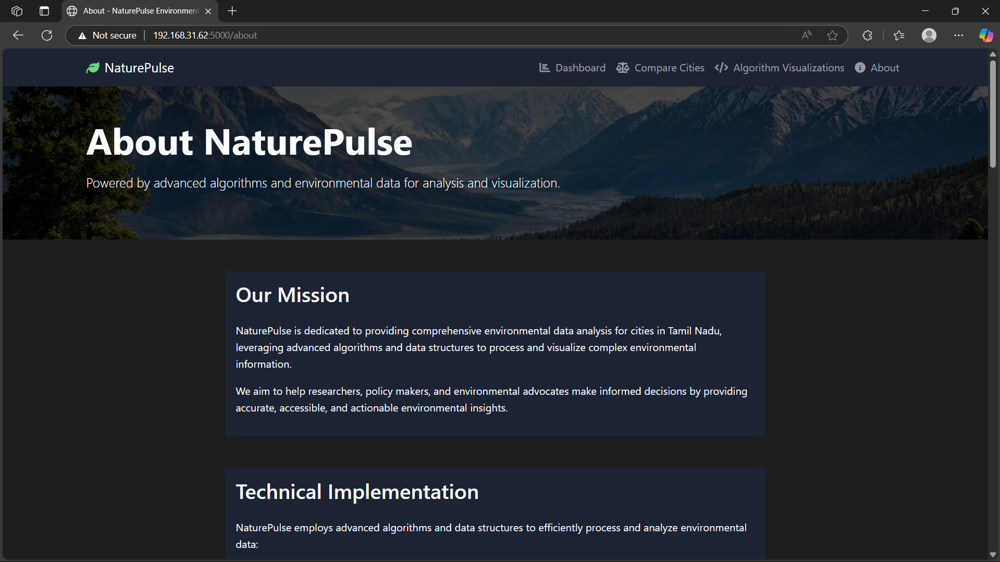 About - NaturePulse Environment
Not secure
192.168.31.62:5000/about
NaturePulse
Dashboard
Compare Cities
Algorithm Visualizations
About
About NaturePulse
Powered by advanced algorithms and environmental data for analysis and visualization.
Our Mission
NaturePulse is dedicated to providing comprehensive environmental data analysis for cities in Tamil Nadu,
leveraging advanced algorithms and data structures to process and visualize complex environmental
information.
We aim to help researchers, policy makers, and environmental advocates make informed decisions by providing
accurate, accessible, and actionable environmental insights.
Technical Implementation
NaturePulse employs advanced algorithms and data structures to efficiently process and analyze environmental
data: